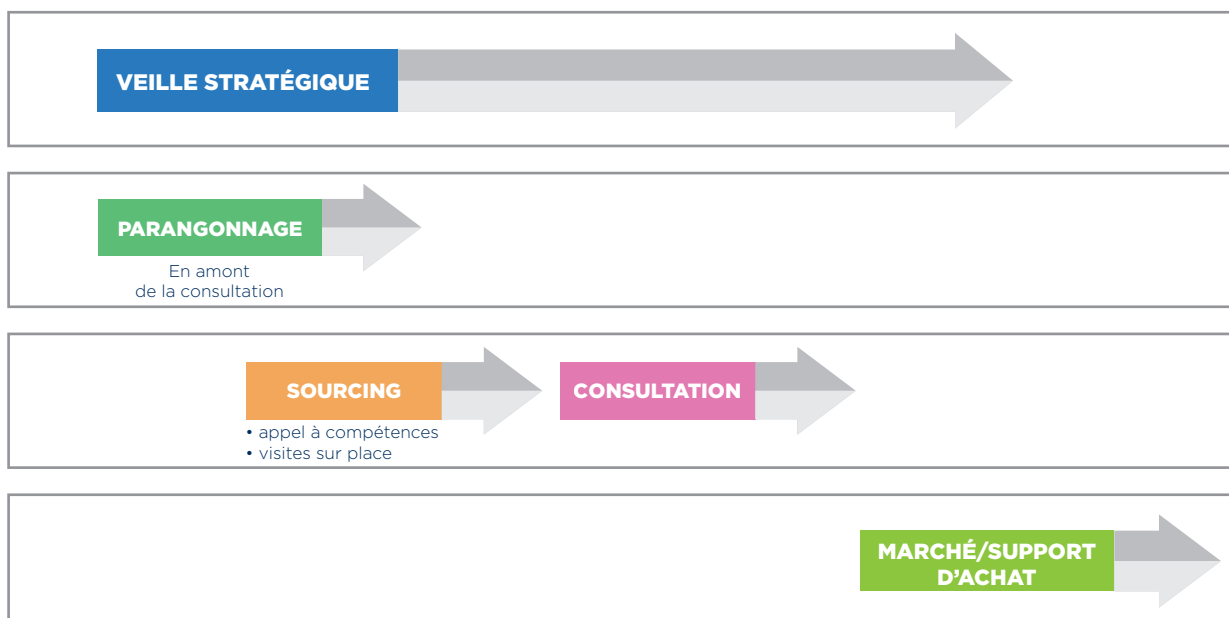 VEILLE STRATÉGIQUE
PARANGONNAGE
En amont
de la consultation
SOURCING
• appel à compétences
• visites sur place
CONSULTATION
MARCHÉ/SUPPORT
D'ACHAT